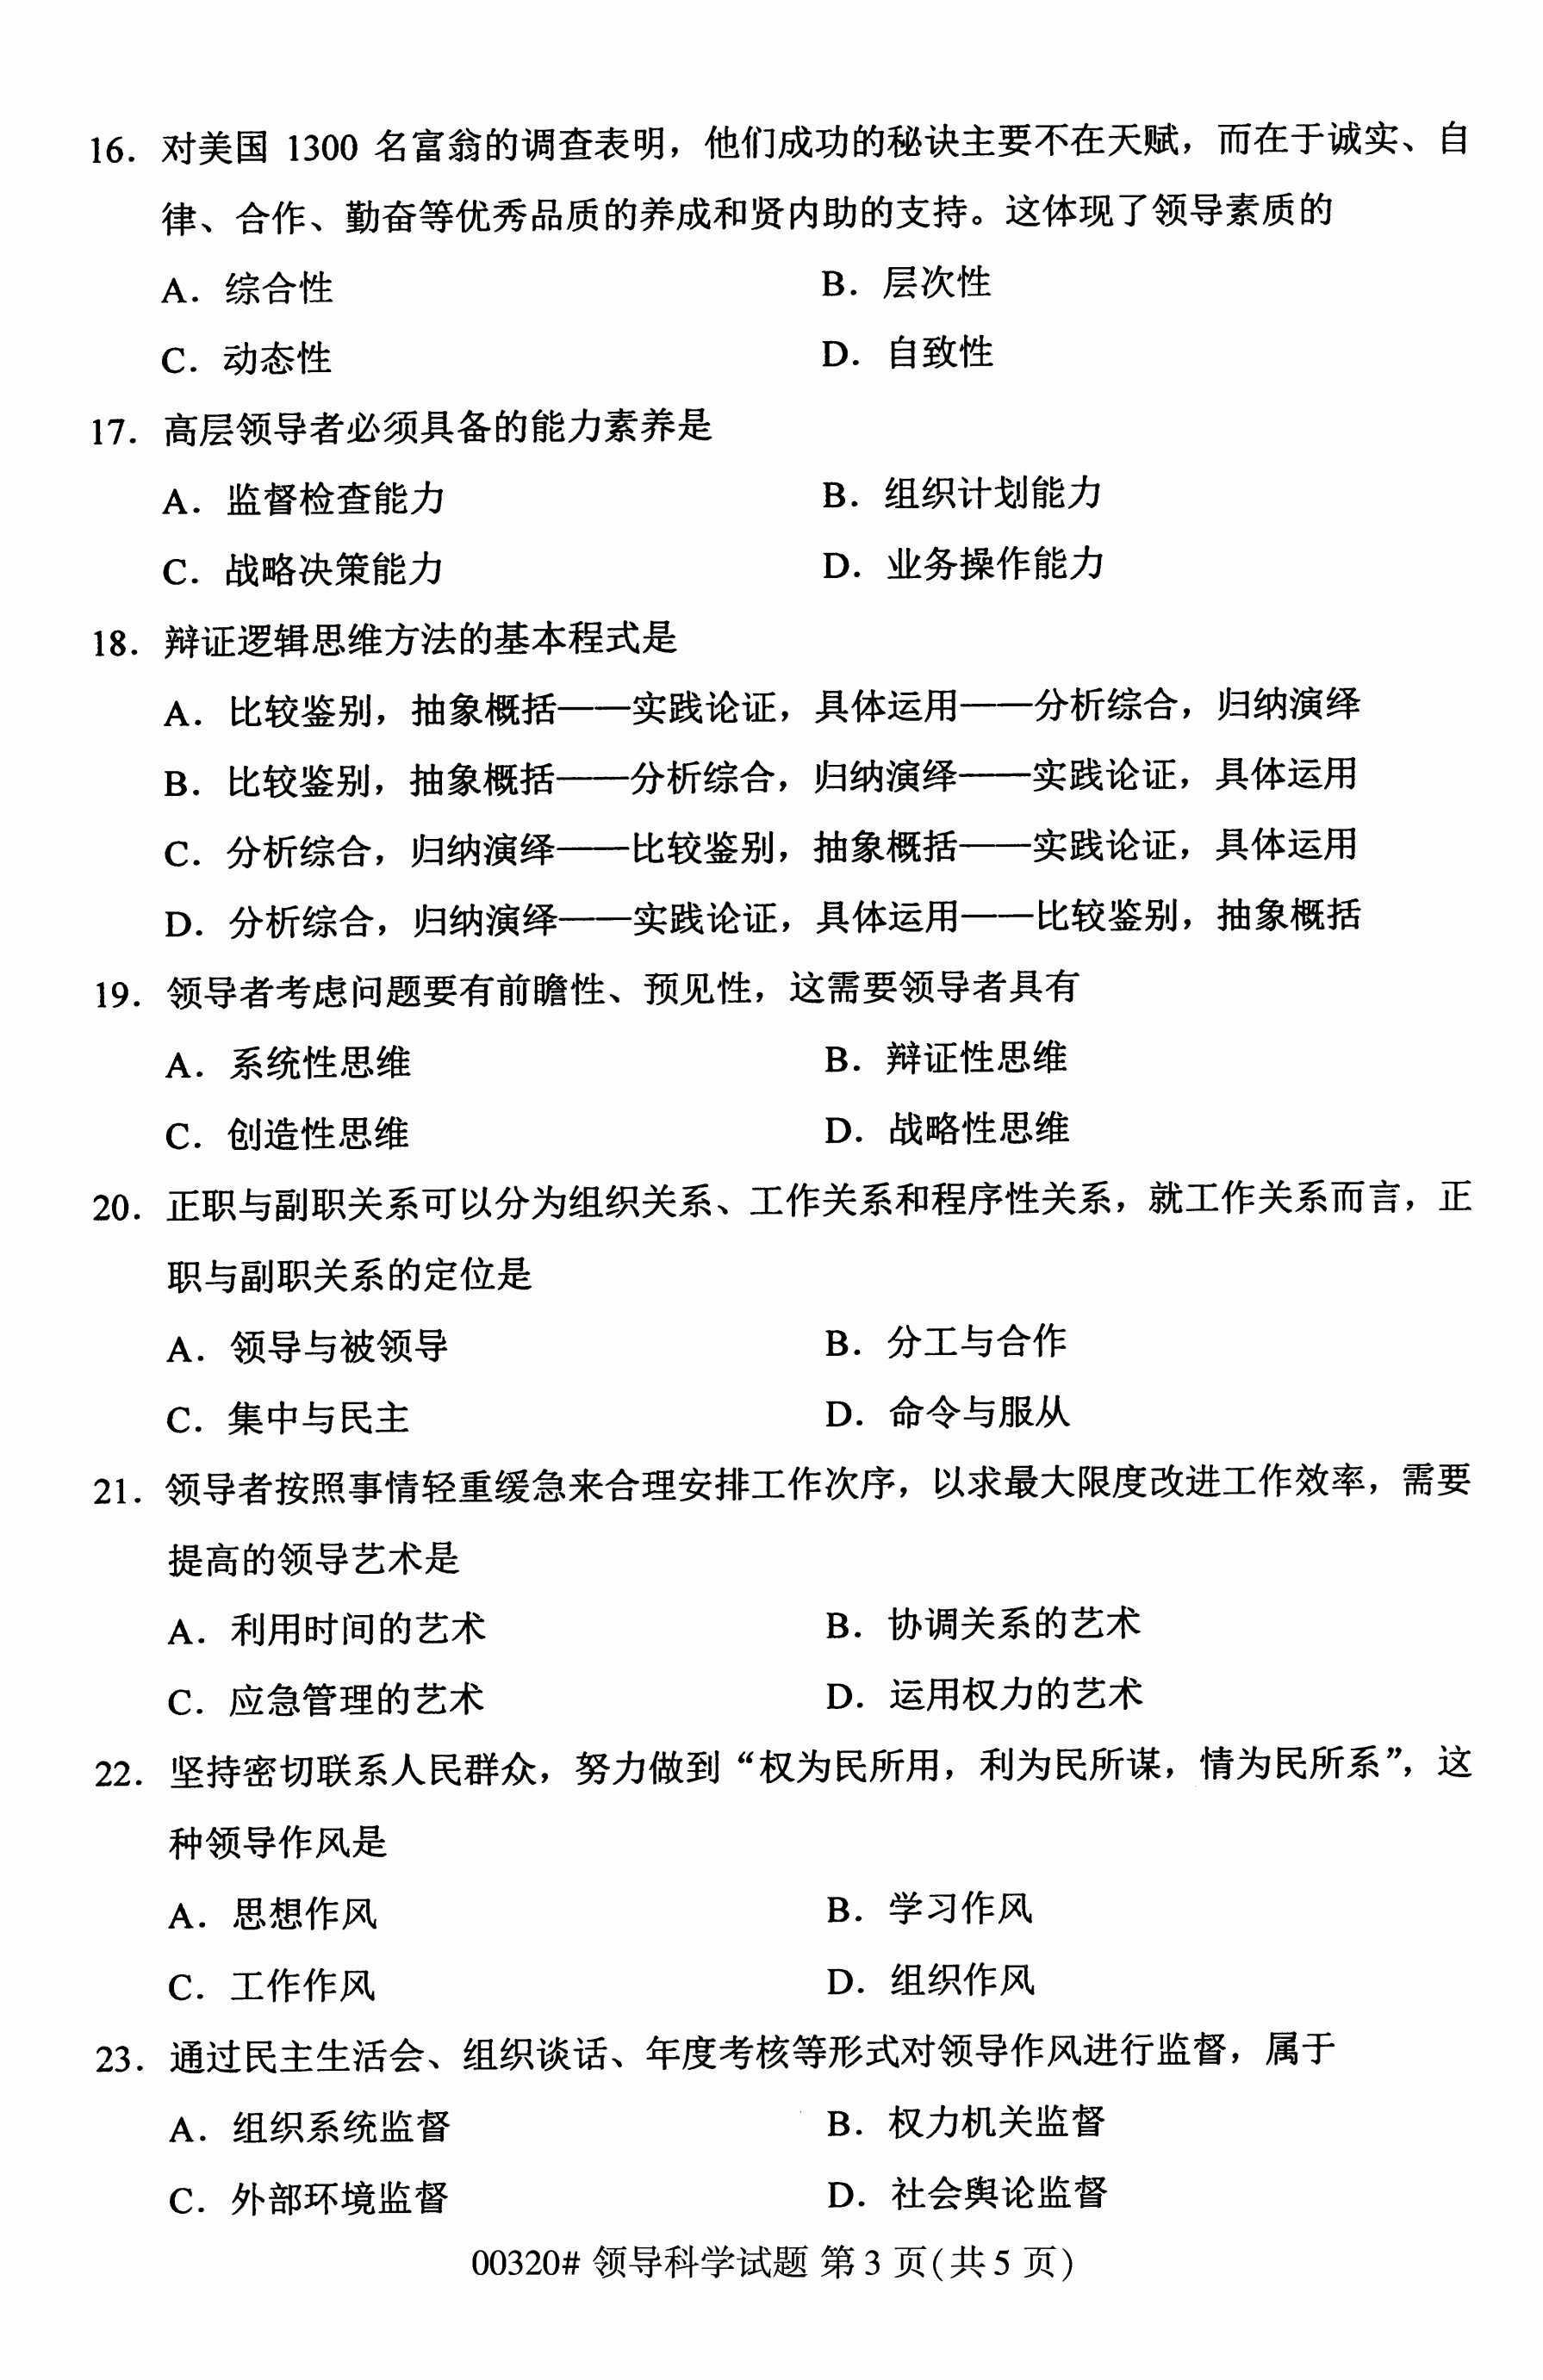 16. 对美国 1300 名富翁的调查表明，他们成功的秘诀主要不在天赋，而在于诚实、自
律、合作、勤奋等优秀品质的养成和贤内助的支持。这体现了领导素质的
A. 综合性 B. 层次性
C. 动态性 D. 自致性
17. 高层领导者必须具备的能力素养是
A. 监督检查能力 B. 组织计划能力
C. 战略决策能力 D. 业务操作能力
18. 辩证逻辑思维方法的基本程式是
A. 比较鉴别，抽象概括——实践论证，具体运用——分析综合，归纳演绎
B. 比较鉴别，抽象概括——分析综合，归纳演绎——实践论证，具体运用
C. 分析综合，归纳演绎——比较鉴别，抽象概括——实践论证，具体运用
D. 分析综合，归纳演绎——实践论证，具体运用——比较鉴别，抽象概括
19. 领导者考虑问题要有前瞻性、预见性，这需要领导者具有
A. 系统性思维 B. 辩证性思维
C. 创造性思维 D. 战略性思维
20. 正职与副职关系可以分为组织关系、工作关系和程序性关系，就工作关系而言，正
职与副职关系的定位是
A. 领导与被领导 B. 分工与合作
C. 集中与民主 D. 命令与服从
21. 领导者按照事情轻重缓急来合理安排工作次序，以求最大限度改进工作效率，需要
提高的领导艺术是
A. 利用时间的艺术 B. 协调关系的艺术
C. 应急管理的艺术 D. 运用权力的艺术
22. 坚持密切联系人民群众，努力做到“权为民所用，利为民所谋，情为民所系”，这
种领导作风是
A. 思想作风 B. 学习作风
C. 工作作风 D. 组织作风
23. 通过民主生活会、组织谈话、年度考核等形式对领导作风进行监督，属于
A. 组织系统监督 B. 权力机关监督
C. 外部环境监督 D. 社会舆论监督
00320# 领导科学试题 第 3 页(共 5 页)